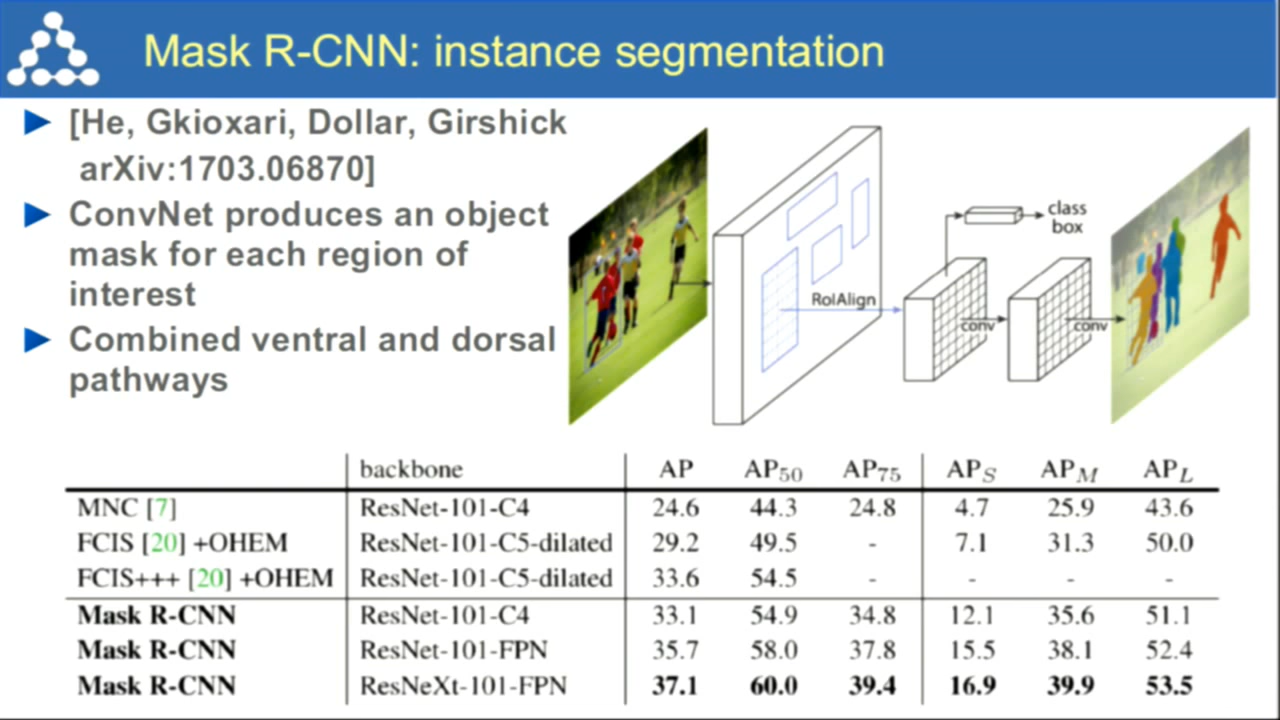 Mask R-CNN: instance segmentation
[He, Gkioxari, Dollar, Girshick
arXiv:1703.06870]
ConvNet produces an object
mask for each region of
interest
Combined ventral and dorsal
pathways
RoIAlign
class
box
conv
conv
backbone AP AP50 AP75 APS APM APL
MNC [7] ResNet-101-C4 24.6 44.3 24.8 4.7 25.9 43.6
FCIS [20] +OHEM ResNet-101-C5-dilated 29.2 49.5 - 7.1 31.3 50.0
FCIS+++ [20] +OHEM ResNet-101-C5-dilated 33.6 54.5 - - - -
Mask R-CNN ResNet-101-C4 33.1 54.9 34.8 12.1 35.6 51.1
Mask R-CNN ResNet-101-FPN 35.7 58.0 37.8 15.5 38.1 52.4
Mask R-CNN ResNeXt-101-FPN 37.1 60.0 39.4 16.9 39.9 53.5